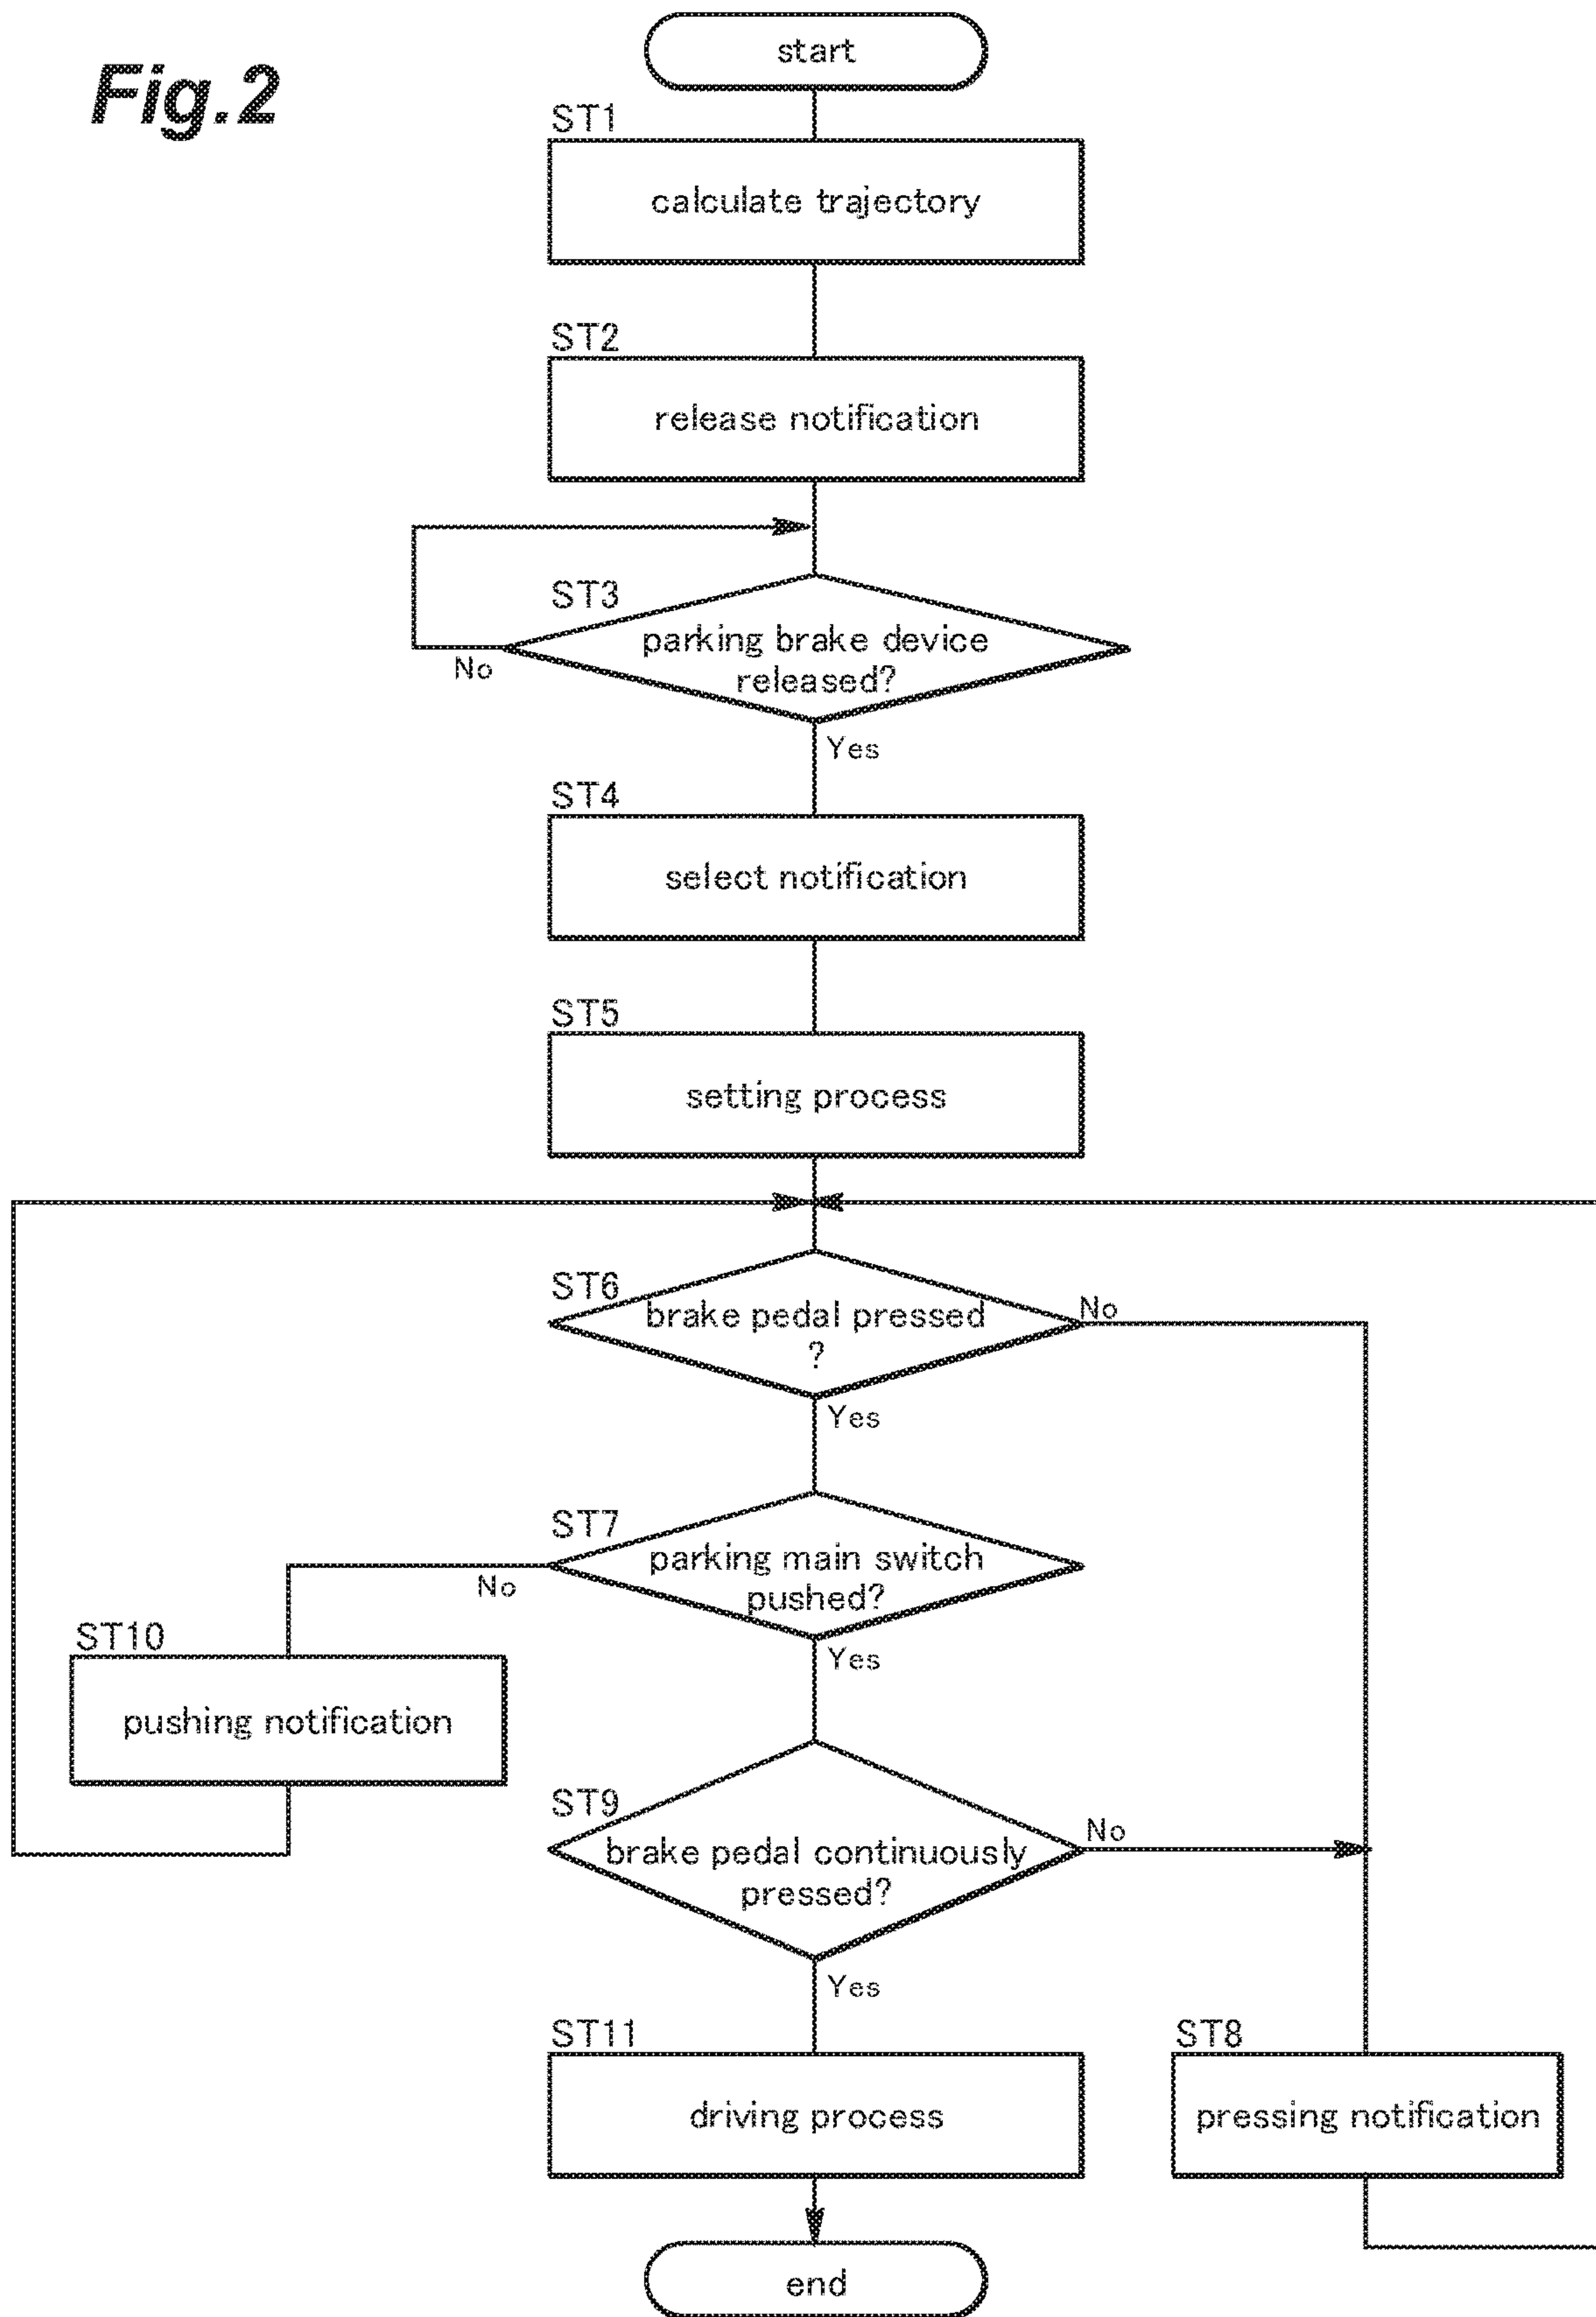 Fig.2
start
ST1
calculate trajectory
ST2
release notification
ST3
parking brake device
released?
No
Yes
ST4
select notification
ST5
setting process
ST6
brake pedal pressed
?
No
Yes
ST7
parking main switch
pushed?
No
Yes
ST10
pushing notification
ST9
brake pedal continuously
pressed?
No
Yes
ST11
driving process
ST8
pressing notification
end